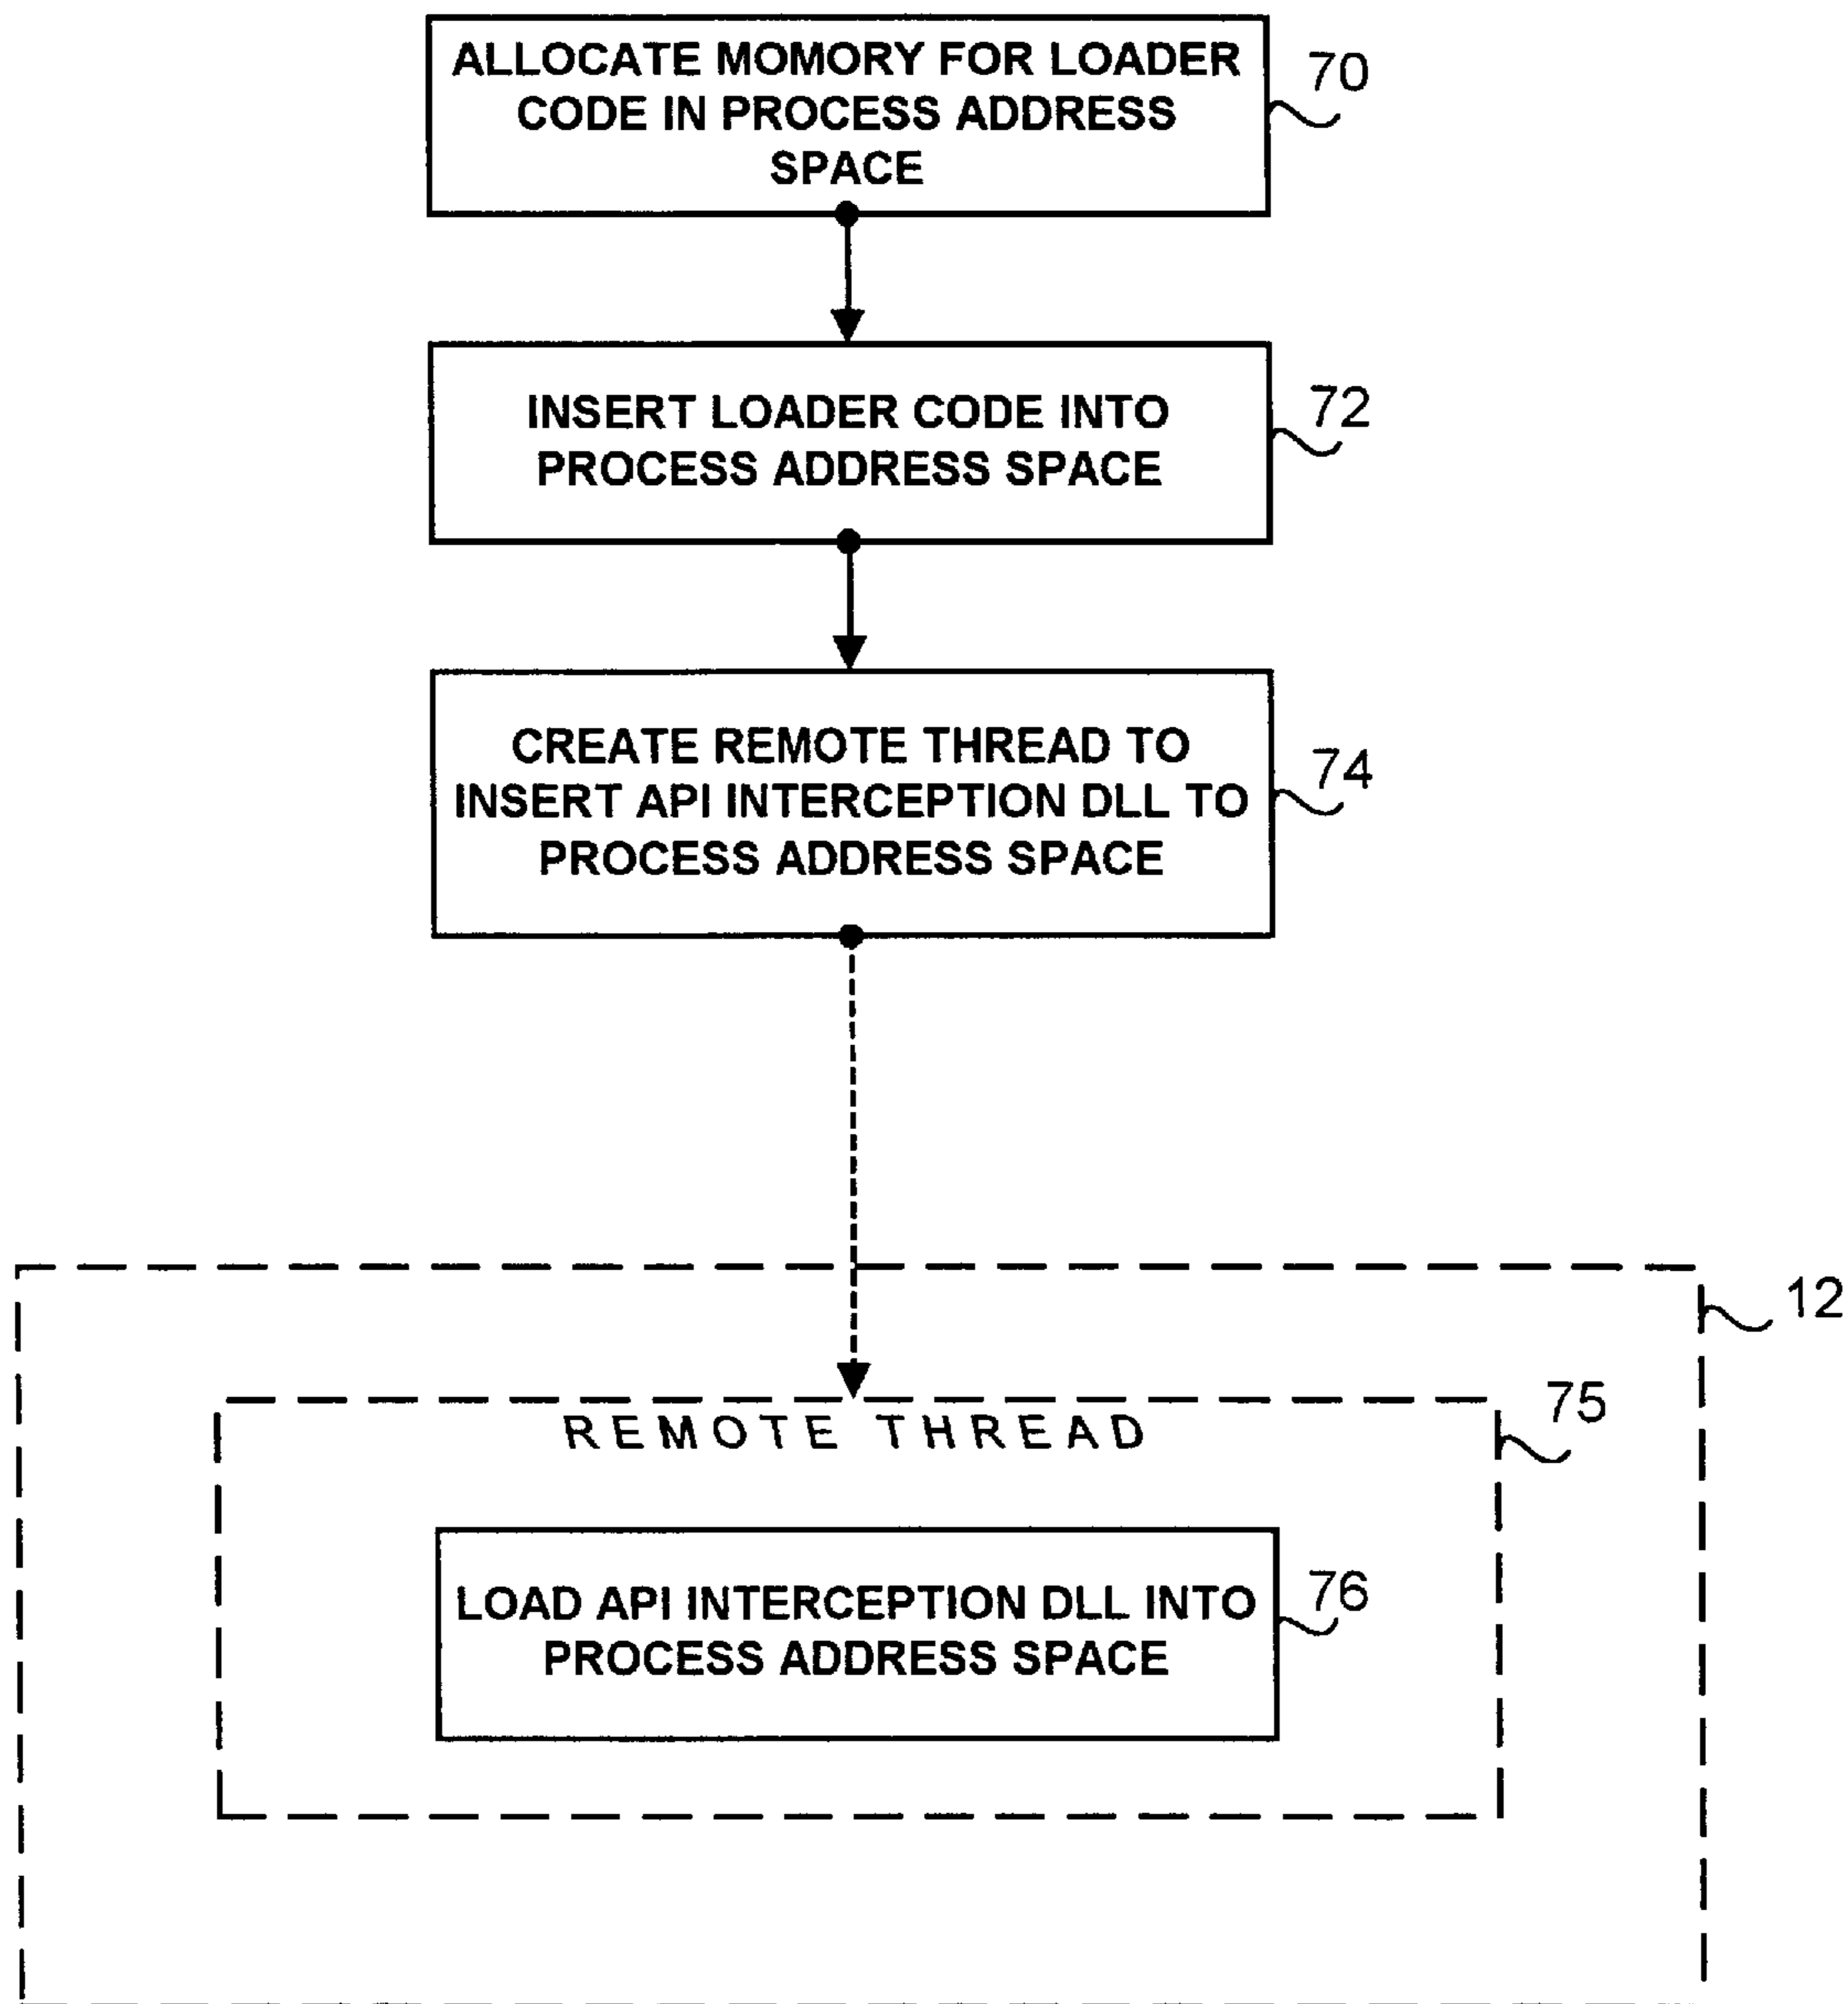 ALLOCATE MOMORY FOR LOADER
CODE IN PROCESS ADDRESS
SPACE
70
INSERT LOADER CODE INTO
PROCESS ADDRESS SPACE
72
CREATE REMOTE THREAD TO
INSERT API INTERCEPTION DLL TO
PROCESS ADDRESS SPACE
74
12
75
REMOTE THREAD
LOAD API INTERCEPTION DLL INTO
PROCESS ADDRESS SPACE
76